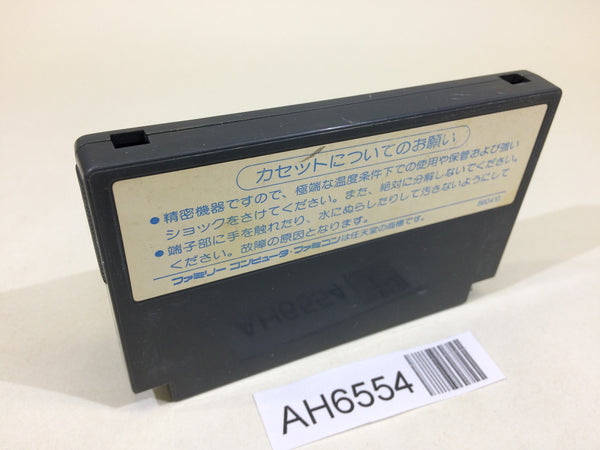 カセットについてのお願い
●精密機器ですので、極端な温度条件下での使用や保管および強い
ショックをさけてください。また、絶対に分解しないでください。
●端子部に手を触れたり、水にぬらしたりして汚さないようにして
ください。故障の原因となります。
ファミリーコンピュータ・ファミコンは任天堂の商標です。
AH6554